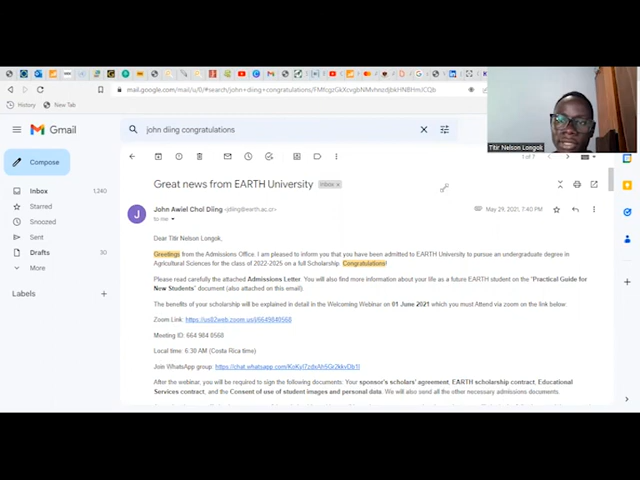 mail.google.com/mail/u/0/#search/john+diing+congratulations/
History New Tab
Gmail
john diing congratulations
Titir Nelson Longok
Compose
1 of 7
Great news from EARTH University Inbox x
Inbox 1,240
John Awiel Chol Diing
May 29, 2021, 7:40 PM
to me
Starred
Snoozed
Sent
Drafts 30
More
Labels
Dear Titir Nelson Longok,
Greetings from the Admissions Office. I am pleased to inform you that you have been admitted to EARTH University to pursue an undergraduate degree in
Agricultural Sciences for the class of 2022-2025 on a full Scholarship. Congratulations!
Please read carefully the attached Admissions Letter. You will also find more information about your life as a future EARTH student on the "Practical Guide for
New Students" document (also attached on this email).
The benefits of your scholarship will be explained in detail in the Welcoming Webinar on 01 June 2021 which you must Attend via zoom on the link below:
Zoom Link: https://us02web.zoom.us/j/6649840568
Meeting ID: 664 984 0568
Local time: 6:30 AM (Costa Rica time)
Join WhatsApp group:
After the webinar, you will be required to sign the following documents: Your sponsor's scholars' agreement, EARTH scholarship contract, Educational
Services contract, and the Consent of use of student images and personal data. We will also send all the other necessary admissions documents.